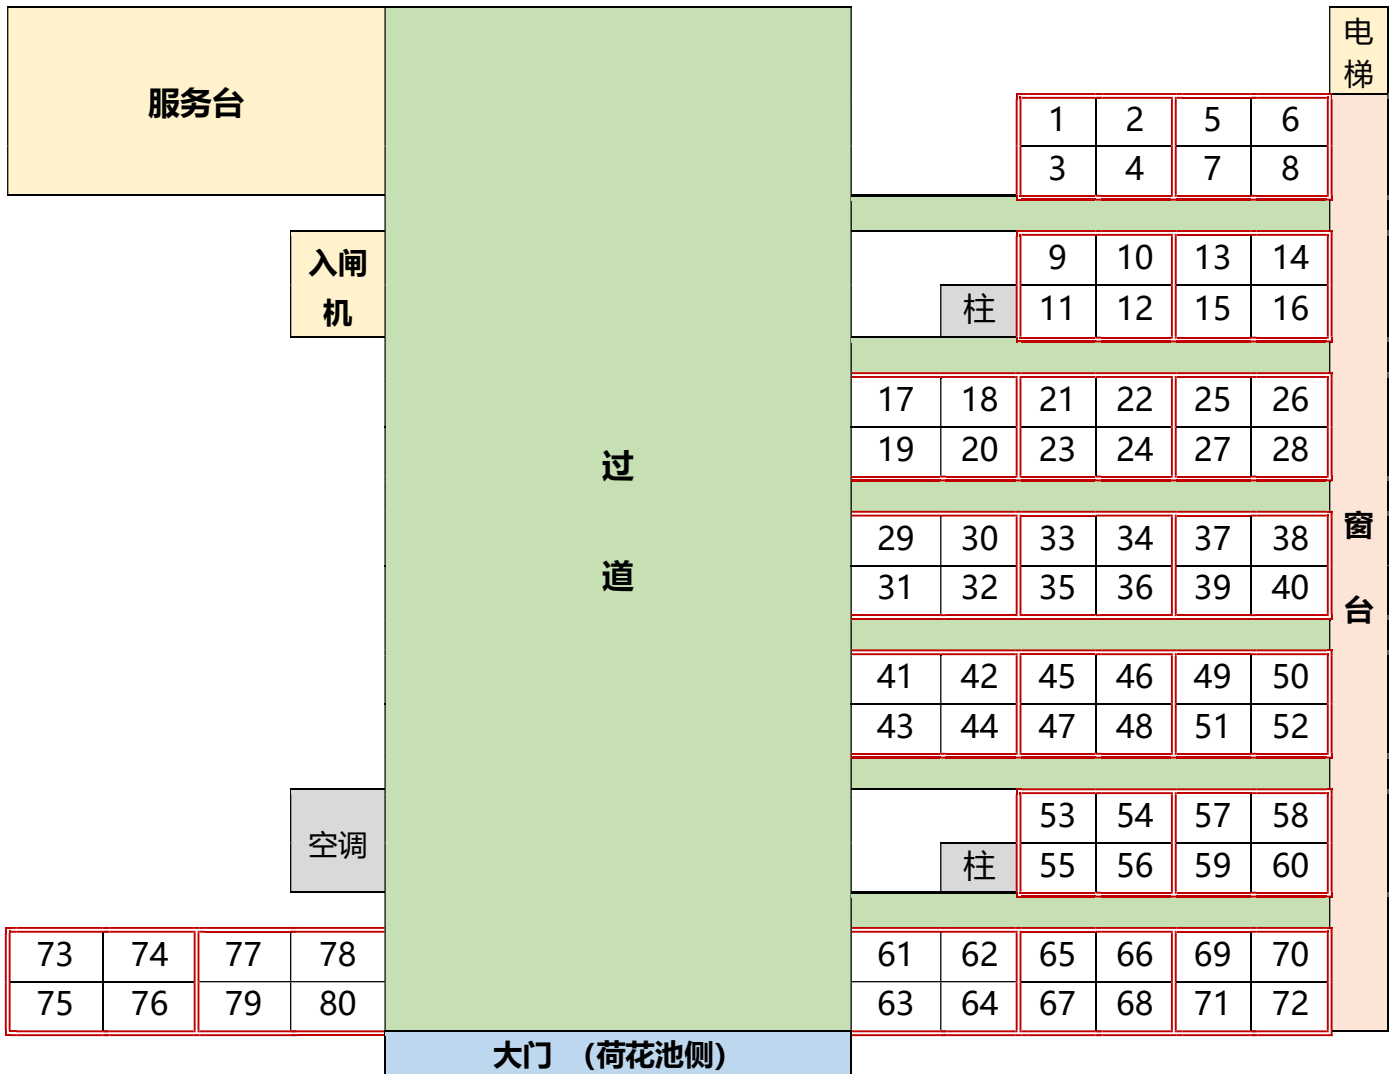 电
梯
服务台
1 2 5 6
3 4 7 8
入闸
机
9 10 13 14
柱 11 12 15 16
17 18 21 22 25 26
19 20 23 24 27 28
过
道
窗
台
29 30 33 34 37 38
31 32 35 36 39 40
41 42 45 46 49 50
43 44 47 48 51 52
空调
53 54 57 58
柱 55 56 59 60
73 74 77 78 61 62 65 66 69 70
75 76 79 80 63 64 67 68 71 72
大门 （荷花池侧）